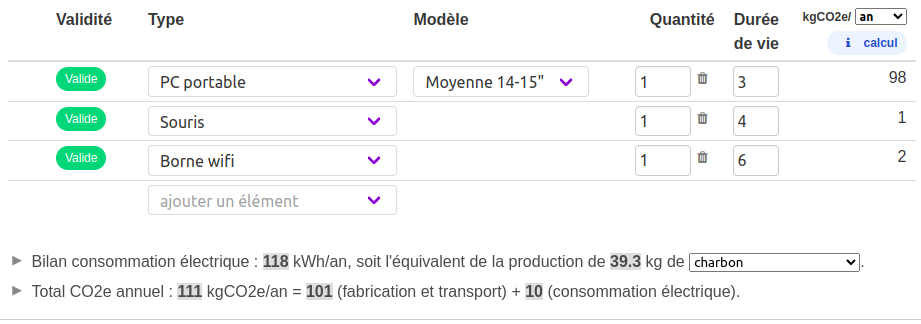 Validité Type Modèle Quantité Durée de vie kgCO2e/ an
i calcul
Valide PC portable Moyenne 14-15" 1 3 98
Valide Souris 1 4 1
Valide Borne wifi 1 6 2
ajouter un élément
Bilan consommation électrique : 118 kWh/an, soit l'équivalent de la production de 39.3 kg de charbon.
Total CO2e annuel : 111 kgCO2e/an = 101 (fabrication et transport) + 10 (consommation électrique).